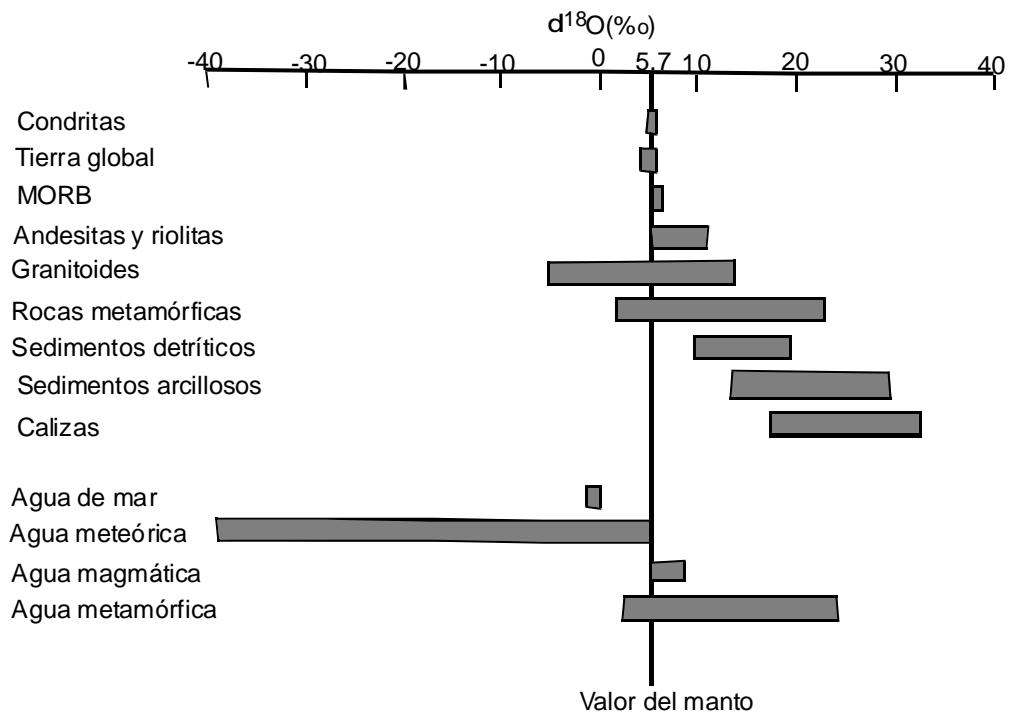 d¹⁸O(‰)
-40 -30 -20 -10 0 5,7 10 20 30 40
Condritas
Tierra global
MORB
Andesitas y riolitas
Granitoides
Rocas metamórficas
Sedimentos detríticos
Sedimentos arcillosos
Calizas
Agua de mar
Agua meteórica
Agua magmática
Agua metamórfica
Valor del manto